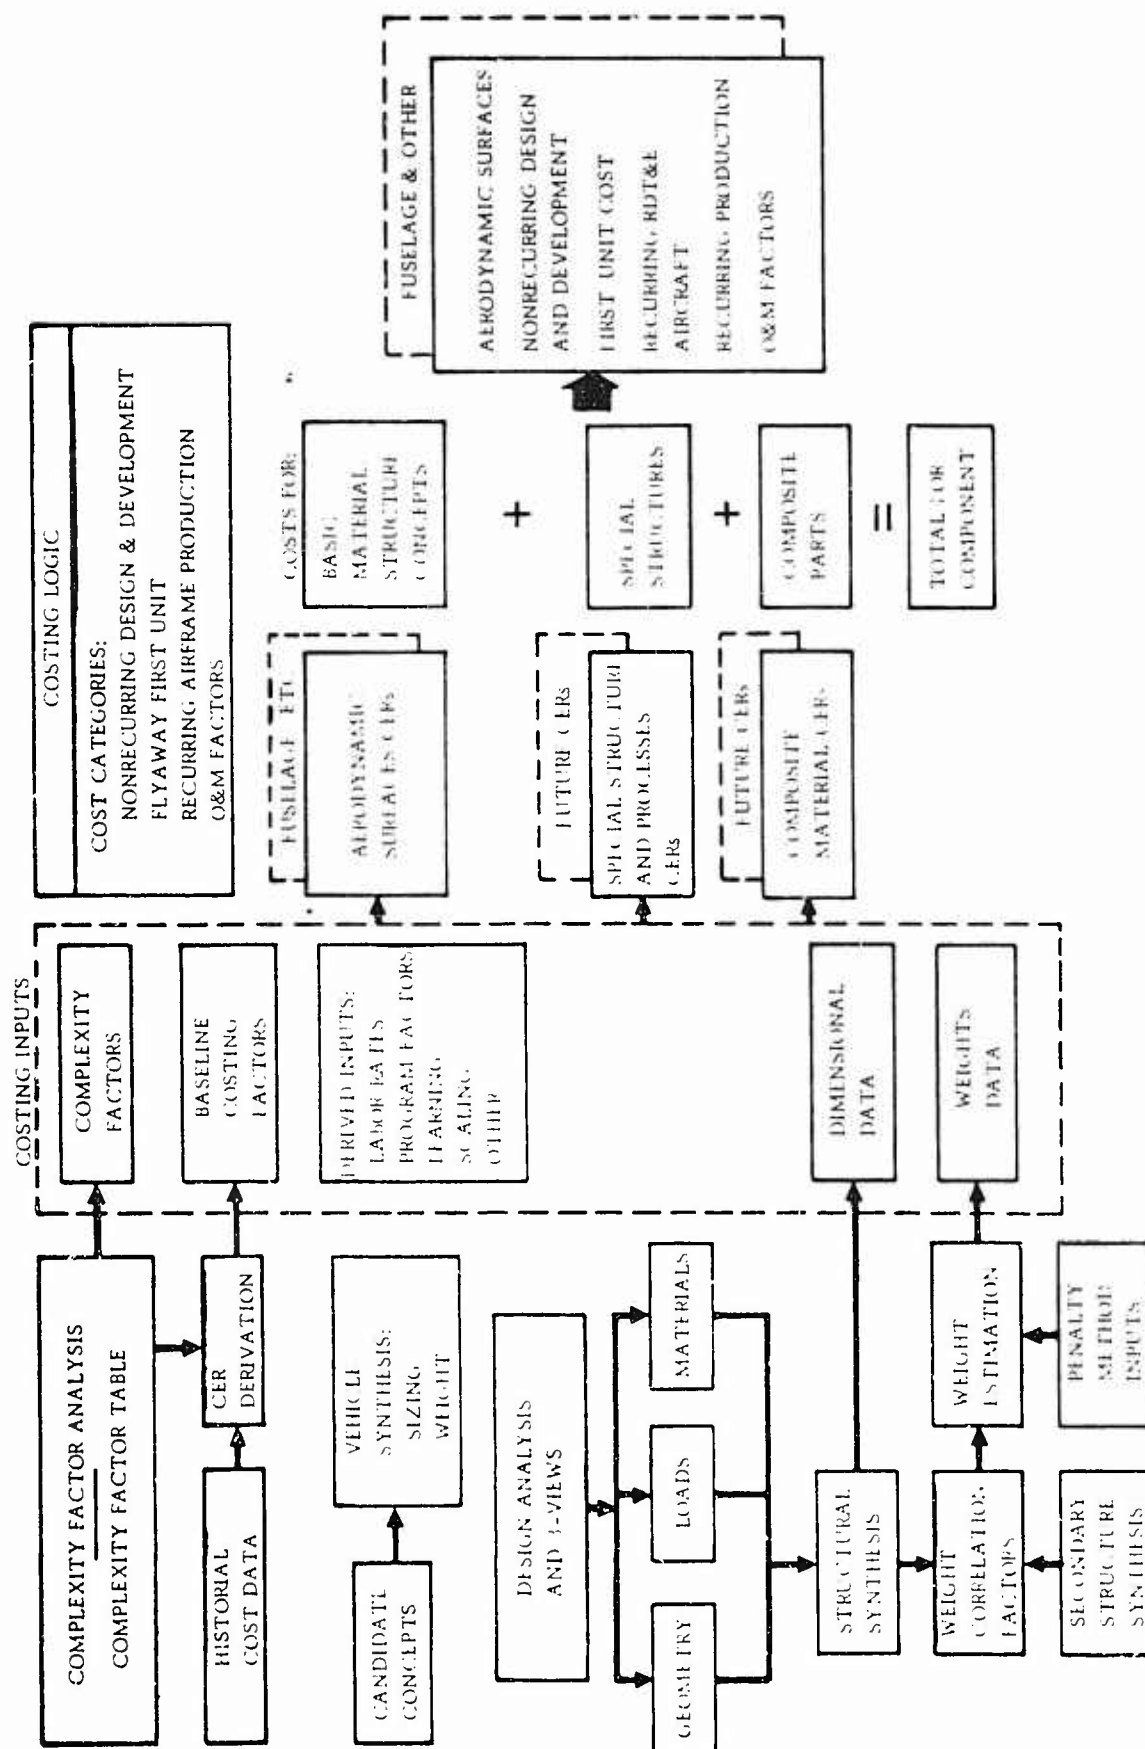 COMPLEXITY FACTOR ANALYSIS
COMPLEXITY FACTOR TABLE
HISTORIAL
COST DATA
CER
DERIVATION
CANDIDATE
CONCEPTS
VEHICLE
SYNTHESIS:
SIZING
WEIGHT
DESIGN ANALYSIS
AND 3-VIEWS
GEOMETRY
LOADS
MATERIALS
STRUCTURAL
SYNTHESIS
WEIGHT
CORRELATION
FACTORS
SECONDARY
STRUCTURE
SYNTHESIS
WEIGHT
ESTIMATION
PENALTY
METHOD
INPUTS
COSTING INPUTS
COMPLEXITY
FACTORS
BASELINE
COSTING
FACTORS
DERIVED INPUTS:
LABOR RATES
PROGRAM FACTORS
LEARNING
SCALING
OTHER
DIMENSIONAL
DATA
WEIGHTS
DATA
COSTING LOGIC
COST CATEGORIES:
NONRECURRING DESIGN & DEVELOPMENT
FLYAWAY FIRST UNIT
RECURRING AIRFRAME PRODUCTION
O&M FACTORS
FUSELAGE ETC
AERODYNAMIC
SURFACES CERs
FUTURE CERs
SPECIAL STRUCTURE
AND PROCESSES
CERs
FUTURE CERs
COMPOSITE
MATERIAL CERs
COSTS FOR:
BASIC
MATERIAL
STRUCTURE
CONCEPTS
+
SPECIAL
STRUCTURES
+
COMPOSITE
PARTS
=
TOTAL FOR
COMPONENT
FUSELAGE & OTHER
AERODYNAMIC SURFACES
NONRECURRING DESIGN
AND DEVELOPMENT
FIRST UNIT COST
RECURRING RDT&E
AIRCRAFT
RECURRING PRODUCTION
O&M FACTORS